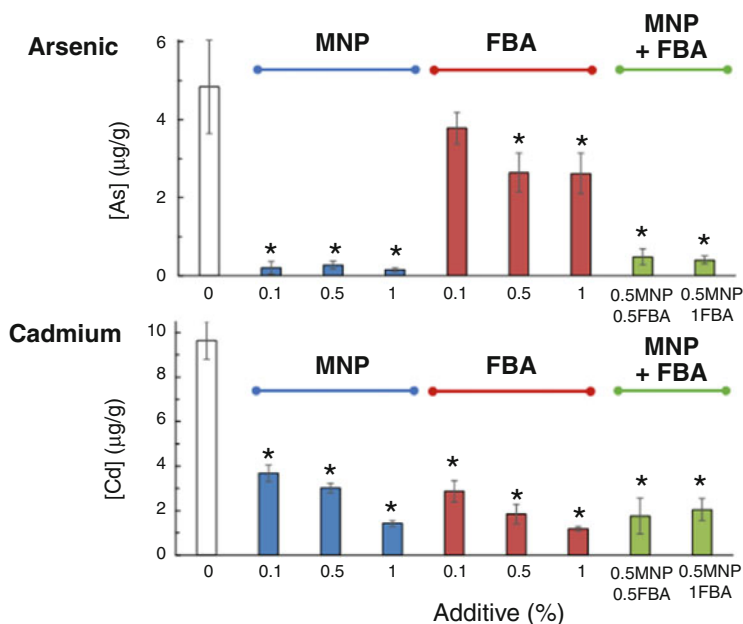 Arsenic
MNP
FBA
MNP
+ FBA
[As] (μg/g)
6
4
2
0
* * * * * * *
0 0.1 0.5 1 0.1 0.5 1 0.5MNP 0.5MNP
0.5FBA 1FBA
Cadmium
MNP
FBA
MNP
+ FBA
[Cd] (μg/g)
10
8
6
4
2
0
* * * * * * * *
0 0.1 0.5 1 0.1 0.5 1 0.5MNP 0.5MNP
0.5FBA 1FBA
Additive (%)